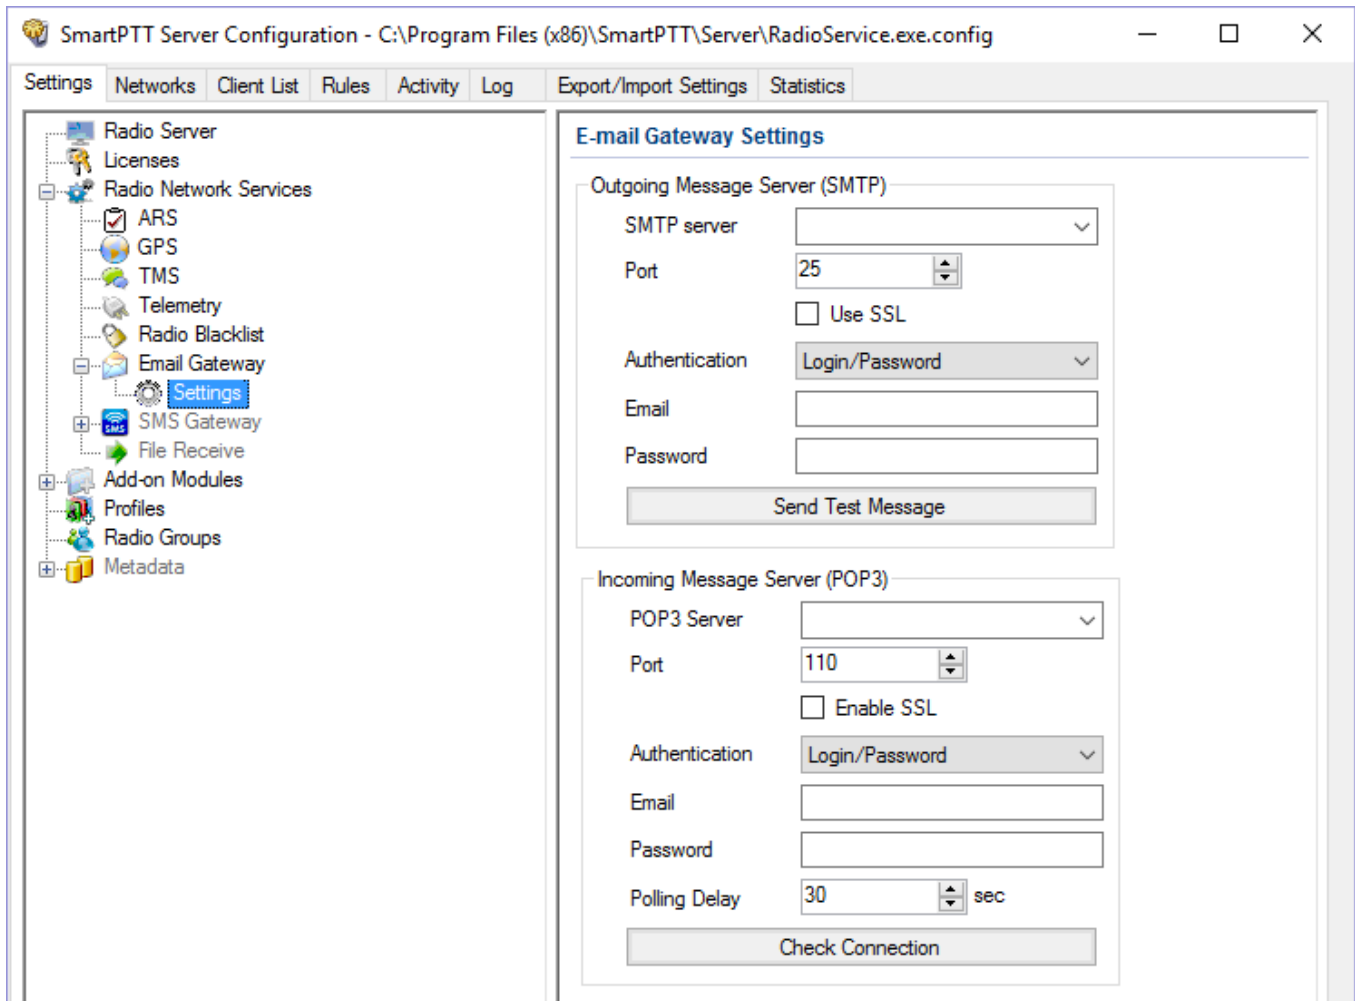 SmartPTT Server Configuration - C:\Program Files (x86)\SmartPTT\Server\RadioService.exe.config
Settings Networks Client List Rules Activity Log Export/Import Settings Statistics
Radio Server
Licenses
Radio Network Services
ARS
GPS
TMS
Telemetry
Radio Blacklist
Email Gateway
Settings
SMS Gateway
File Receive
Add-on Modules
Profiles
Radio Groups
Metadata
E-mail Gateway Settings
Outgoing Message Server (SMTP)
SMTP server
Port 25
Use SSL
Authentication Login/Password
Email
Password
Send Test Message
Incoming Message Server (POP3)
POP3 Server
Port 110
Enable SSL
Authentication Login/Password
Email
Password
Polling Delay 30 sec
Check Connection